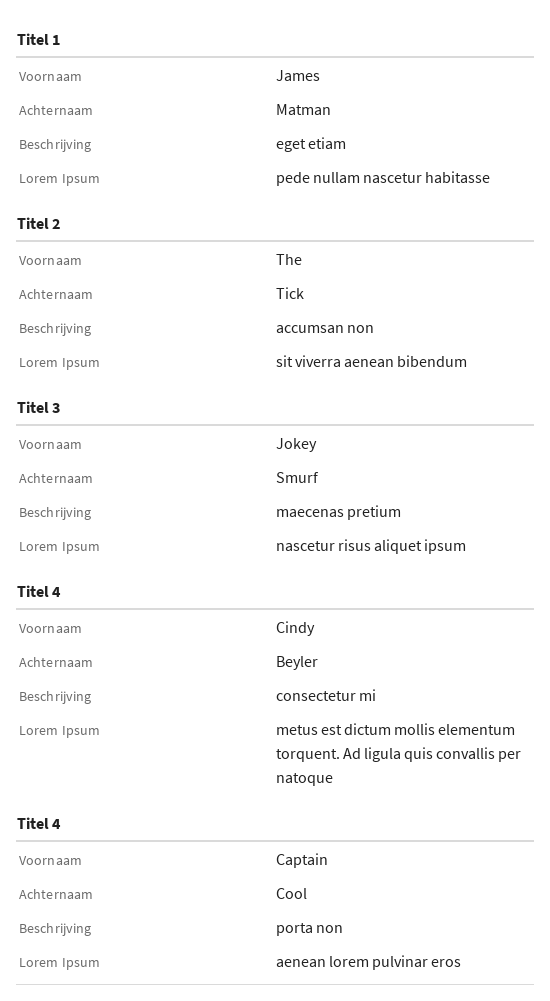 Titel 1
Voornaam James
Achternaam Matman
Beschrijving eget etiam
Lorem Ipsum pede nullam nascetur habitasse
Titel 2
Voornaam The
Achternaam Tick
Beschrijving accumsan non
Lorem Ipsum sit viverra aenean bibendum
Titel 3
Voornaam Jokey
Achternaam Smurf
Beschrijving maecenas pretium
Lorem Ipsum nascetur risus aliquet ipsum
Titel 4
Voornaam Cindy
Achternaam Beyler
Beschrijving consectetur mi
Lorem Ipsum metus est dictum mollis elementum
torquent. Ad ligula quis convallis per
natoque
Titel 4
Voornaam Captain
Achternaam Cool
Beschrijving porta non
Lorem Ipsum aenean lorem pulvinar eros